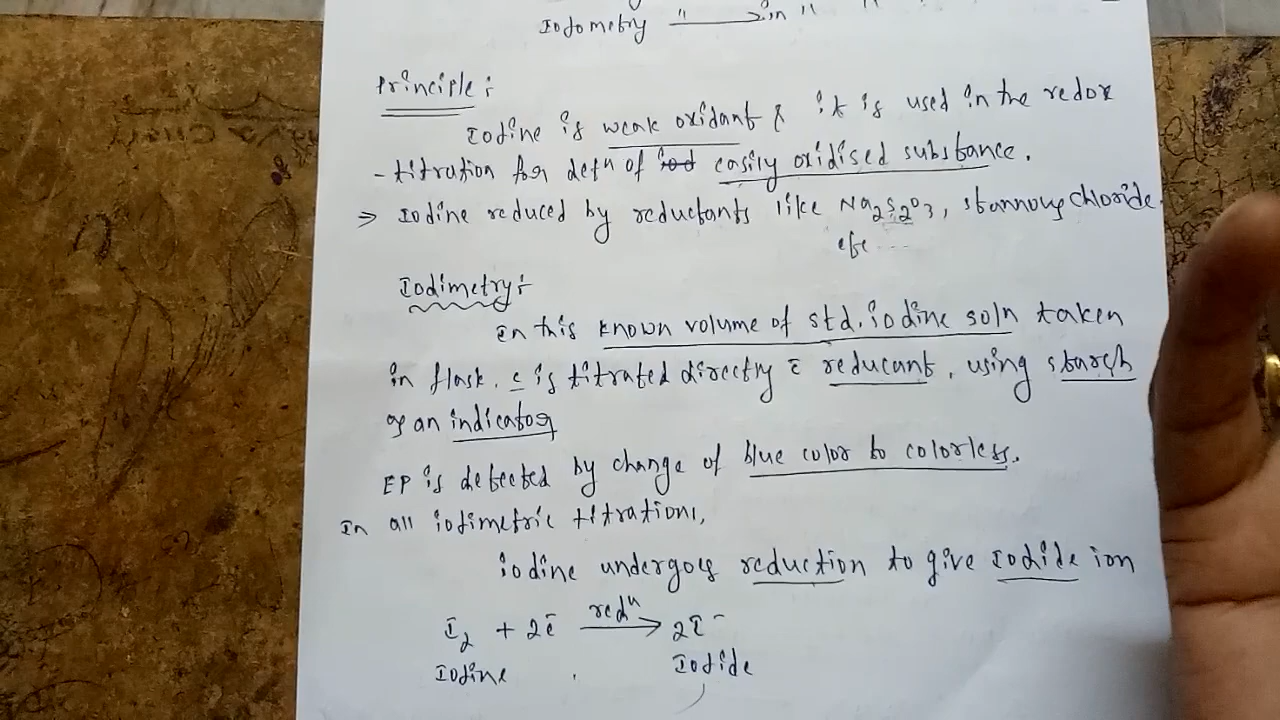 Iodometry " ⟶ in " "
Principle :
Iodine is weak oxidant & it is used in the redox
- titration for detn of iod easily oxidised substance.
⇒ Iodine reduced by reductants like Na2S2O3, stannous chloride.
etc ....
Iodimetry :-
In this known volume of std. iodine soln taken
in flask. c is titrated directly c̄ reducant, using starch
as an indicator
EP is detected by change of blue color to colorless.
In all iodimetric titrations,
iodine undergoes reduction to give Iodide ion
I2 + 2ē redn ⟶ 2I⁻
Iodine Iodide